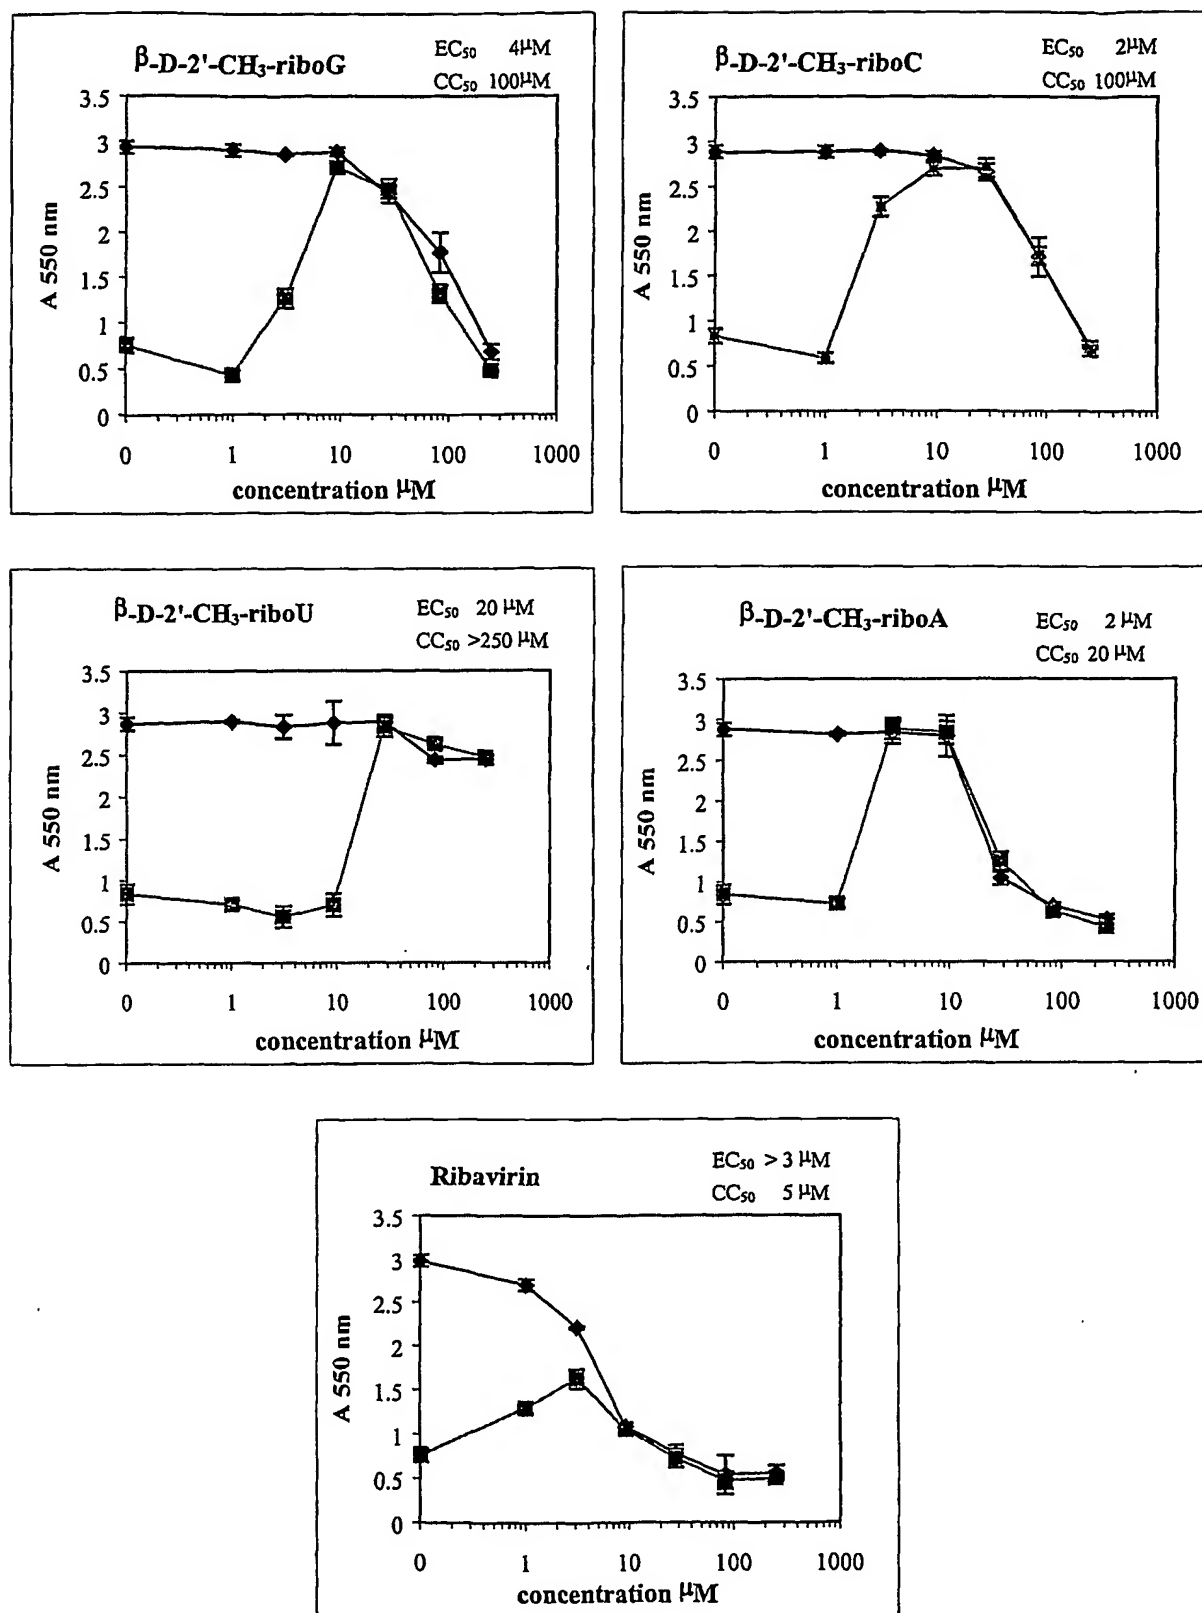 β-D-2'-CH₃-riboG
EC₅₀ 4µM
CC₅₀ 100µM
3.5
3
2.5
2
1.5
1
0.5
0
A 550 nm
0 1 10 100 1000
concentration µM
β-D-2'-CH₃-riboC
EC₅₀ 2µM
CC₅₀ 100µM
3.5
3
2.5
2
1.5
1
0.5
0
A 550 nm
0 1 10 100 1000
concentration µM
β-D-2'-CH₃-riboU
EC₅₀ 20 µM
CC₅₀ >250 µM
3.5
3
2.5
2
1.5
1
0.5
0
A 550 nm
0 1 10 100 1000
concentration µM
β-D-2'-CH₃-riboA
EC₅₀ 2 µM
CC₅₀ 20 µM
3.5
3
2.5
2
1.5
1
0.5
0
A 550 nm
0 1 10 100 1000
concentration µM
Ribavirin
EC₅₀ > 3 µM
CC₅₀ 5 µM
3.5
3
2.5
2
1.5
1
0.5
0
A 550 nm
0 1 10 100 1000
concentration µM